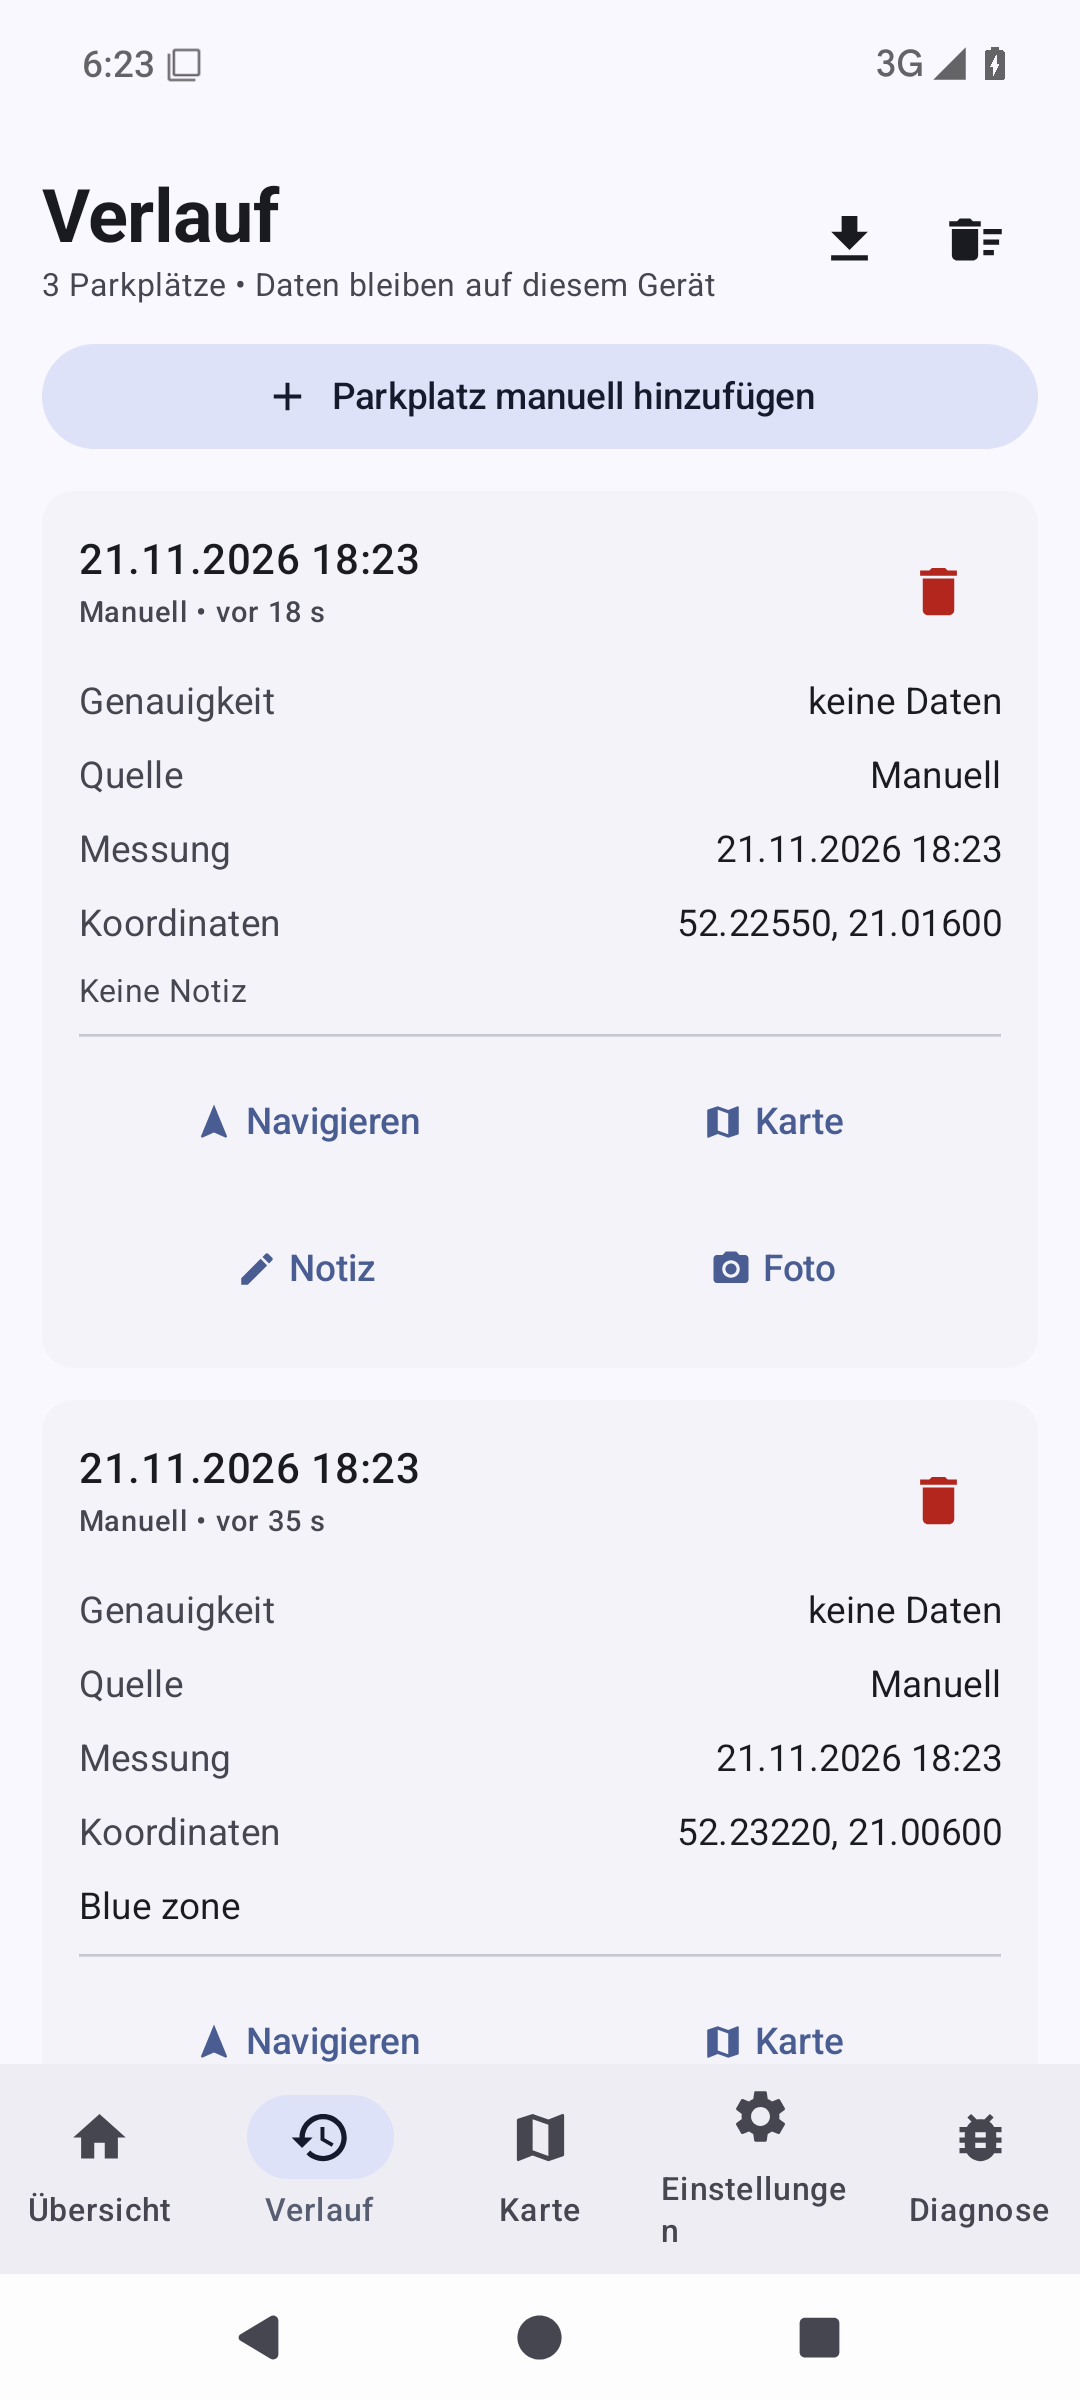 6:23
3G
Verlauf
3 Parkplätze • Daten bleiben auf diesem Gerät
Parkplatz manuell hinzufügen
21.11.2026 18:23
Manuell • vor 18 s
Genauigkeit keine Daten
Quelle Manuell
Messung 21.11.2026 18:23
Koordinaten 52.22550, 21.01600
Keine Notiz
Navigieren Karte
Notiz Foto
21.11.2026 18:23
Manuell • vor 35 s
Genauigkeit keine Daten
Quelle Manuell
Messung 21.11.2026 18:23
Koordinaten 52.23220, 21.00600
Blue zone
Navigieren Karte
Übersicht
Verlauf
Karte
Einstellunge
n
Diagnose